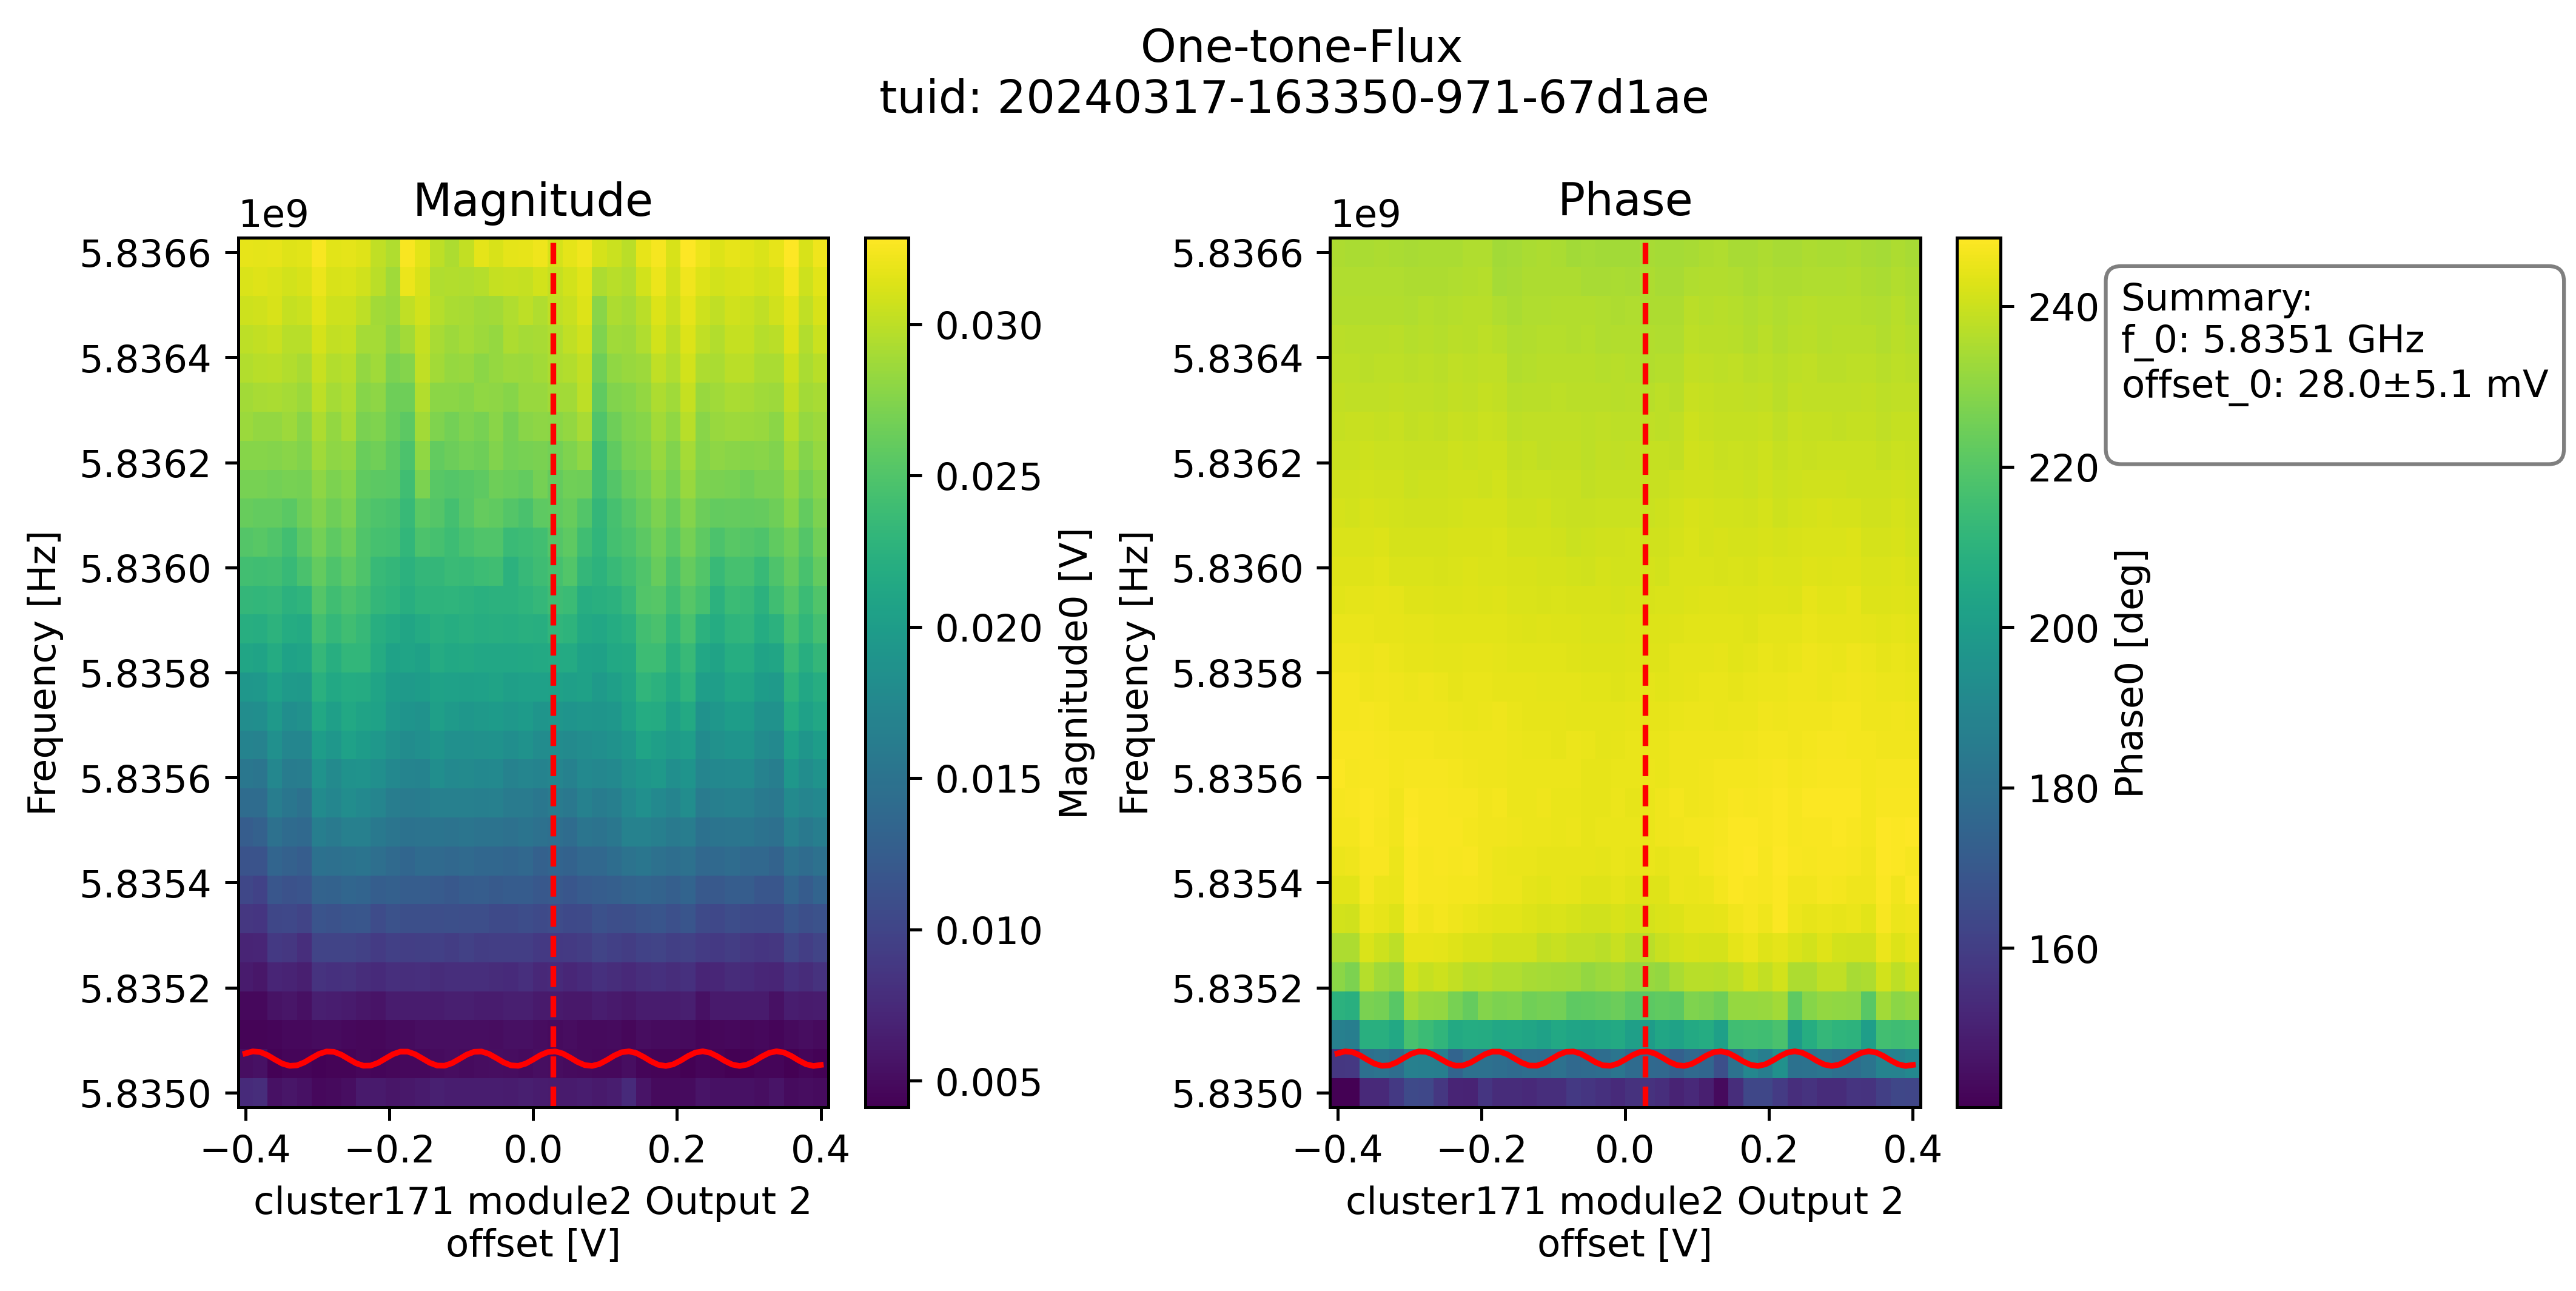 One-tone-Flux
tuid: 20240317-163350-971-67d1ae
Magnitude
1e9
5.8366
5.8364
5.8362
5.8360
5.8358
5.8356
5.8354
5.8352
5.8350
Frequency [Hz]
−0.4
−0.2
0.0
0.2
0.4
cluster171 module2 Output 2
offset [V]
0.030
0.025
0.020
0.015
0.010
0.005
Magnitude0 [V]
Phase
1e9
5.8366
5.8364
5.8362
5.8360
5.8358
5.8356
5.8354
5.8352
5.8350
Frequency [Hz]
−0.4
−0.2
0.0
0.2
0.4
cluster171 module2 Output 2
offset [V]
240
220
200
180
160
Phase0 [deg]
Summary:
f_0: 5.8351 GHz
offset_0: 28.0±5.1 mV